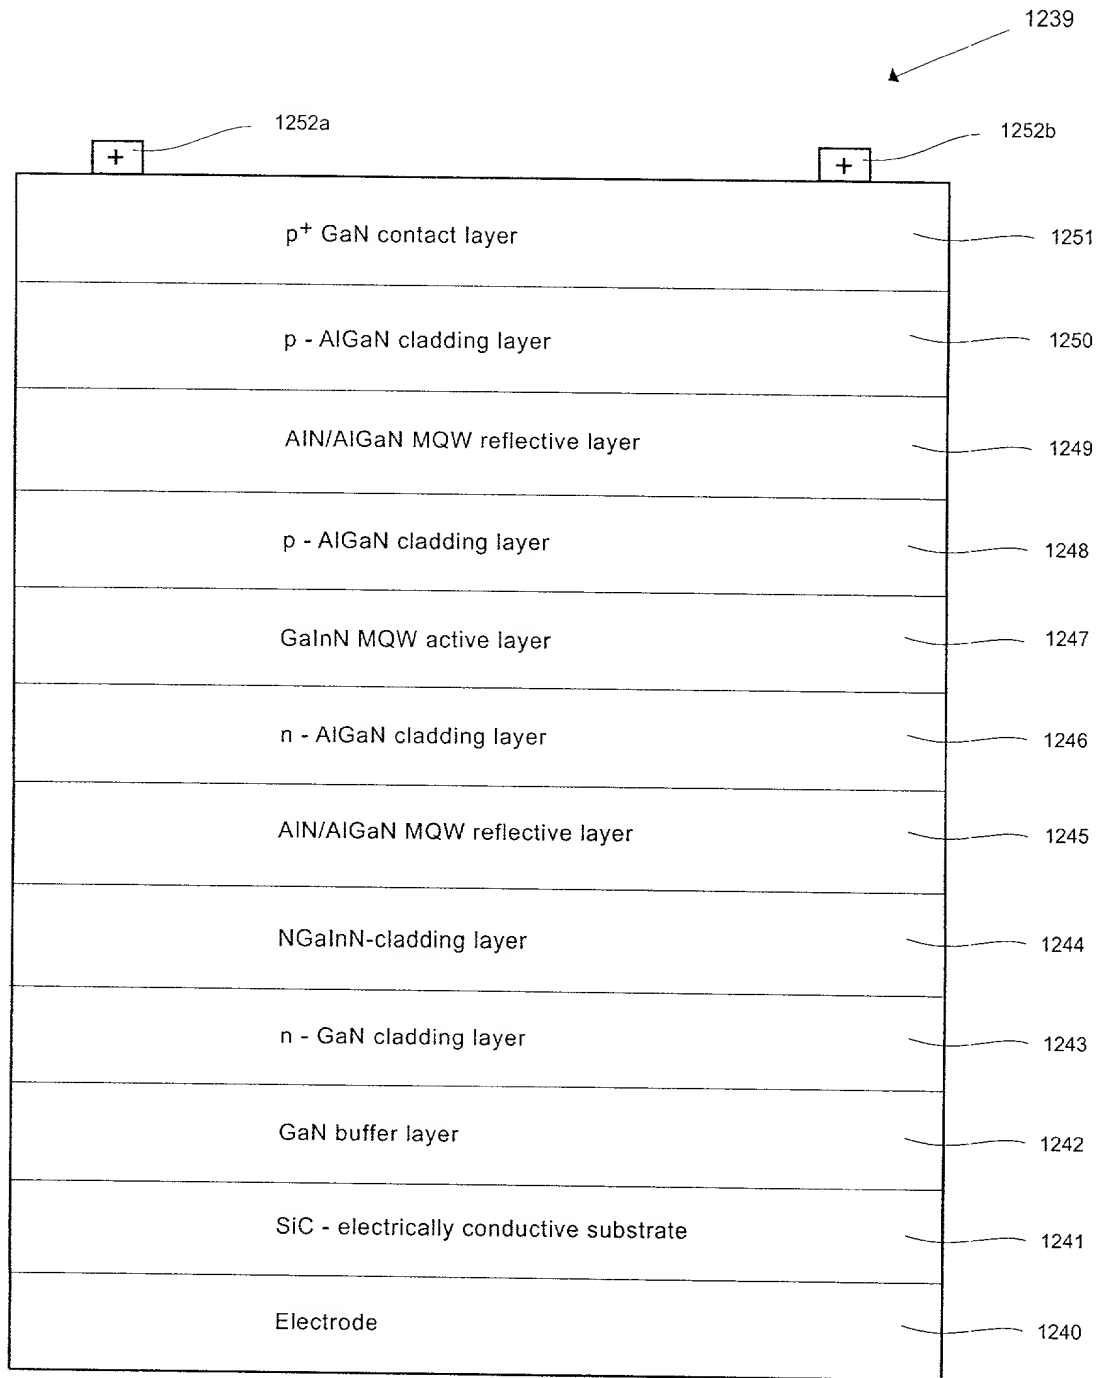 1239
1252a
1252b
+
+
p+ GaN contact layer 1251
p - AlGaN cladding layer 1250
AlN/AlGaN MQW reflective layer 1249
p - AlGaN cladding layer 1248
GaInN MQW active layer 1247
n - AlGaN cladding layer 1246
AlN/AlGaN MQW reflective layer 1245
NGaInN-cladding layer 1244
n - GaN cladding layer 1243
GaN buffer layer 1242
SiC - electrically conductive substrate 1241
Electrode 1240